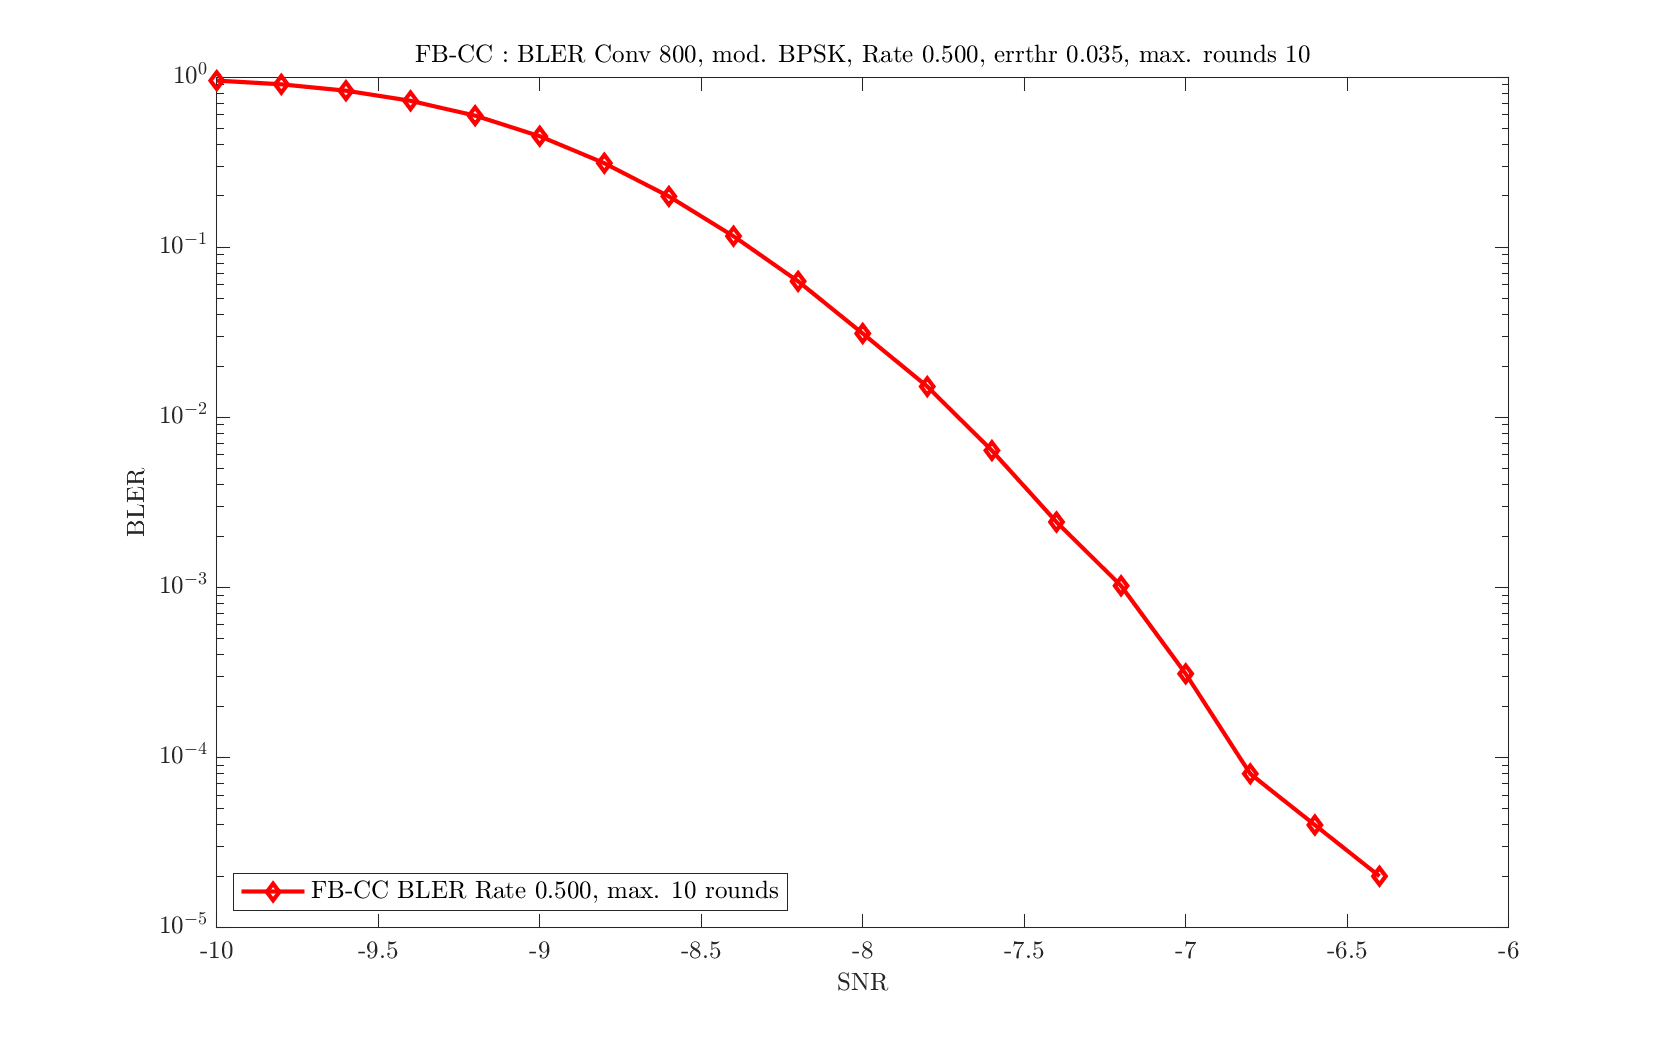 FB-CC : BLER Conv 800, mod. BPSK, Rate 0.500, errthr 0.035, max. rounds 10
10^0
10^{-1}
10^{-2}
10^{-3}
10^{-4}
10^{-5}
BLER
FB-CC BLER Rate 0.500, max. 10 rounds
-10 -9.5 -9 -8.5 -8 -7.5 -7 -6.5 -6
SNR